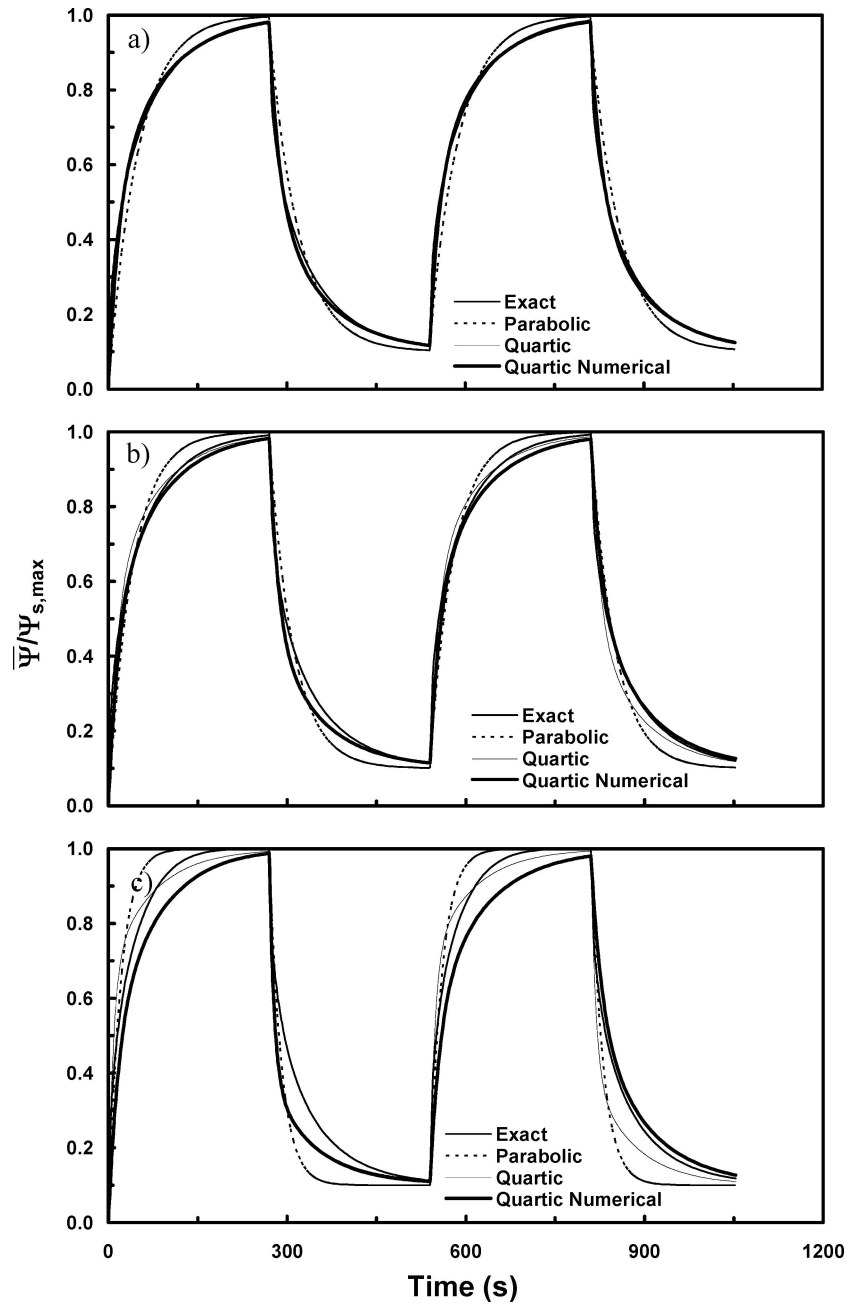 1.0
a)
0.8
0.6
0.4
0.2
0.0
Exact
Parabolic
Quartic
Quartic Numerical
1.0
b)
0.8
0.6
0.4
0.2
0.0
Exact
Parabolic
Quartic
Quartic Numerical
Ψ̅/Ψs,max
1.0
c)
0.8
0.6
0.4
0.2
0.0
Exact
Parabolic
Quartic
Quartic Numerical
0 300 600 900 1200
Time (s)